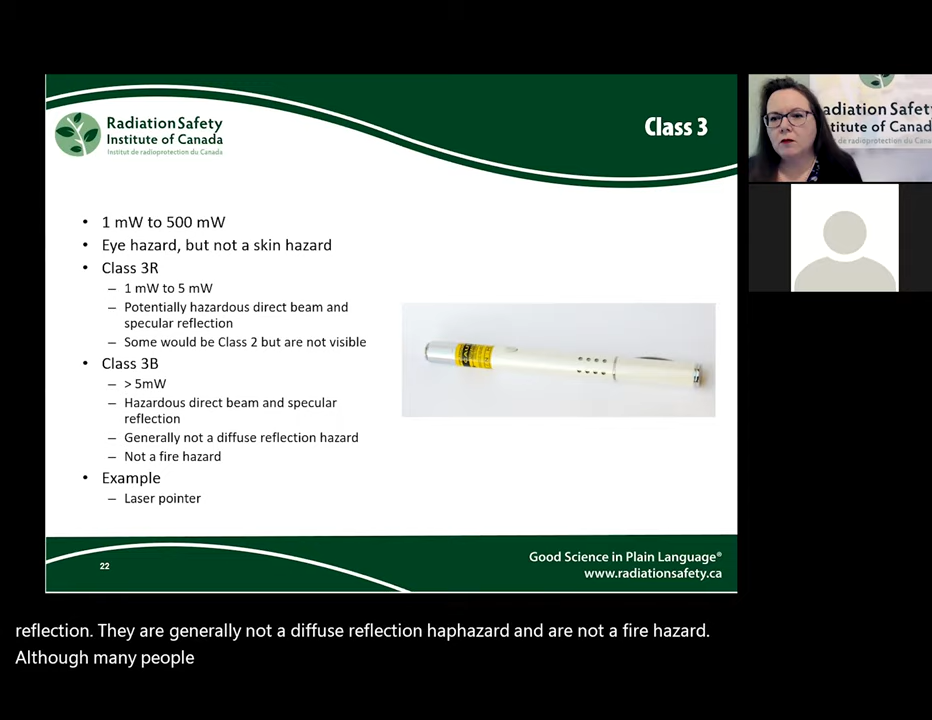 Radiation Safety
Institute of Canada
Institut de radioprotection du Canada
Class 3
• 1 mW to 500 mW
• Eye hazard, but not a skin hazard
• Class 3R
– 1 mW to 5 mW
– Potentially hazardous direct beam and
specular reflection
– Some would be Class 2 but are not visible
• Class 3B
– > 5mW
– Hazardous direct beam and specular
reflection
– Generally not a diffuse reflection hazard
– Not a fire hazard
• Example
– Laser pointer
22
Good Science in Plain Language®
www.radiationsafety.ca
adiation Safety
titute of Canad
de radioprotection du Cana
reflection. They are generally not a diffuse reflection haphazard and are not a fire hazard.
Although many people